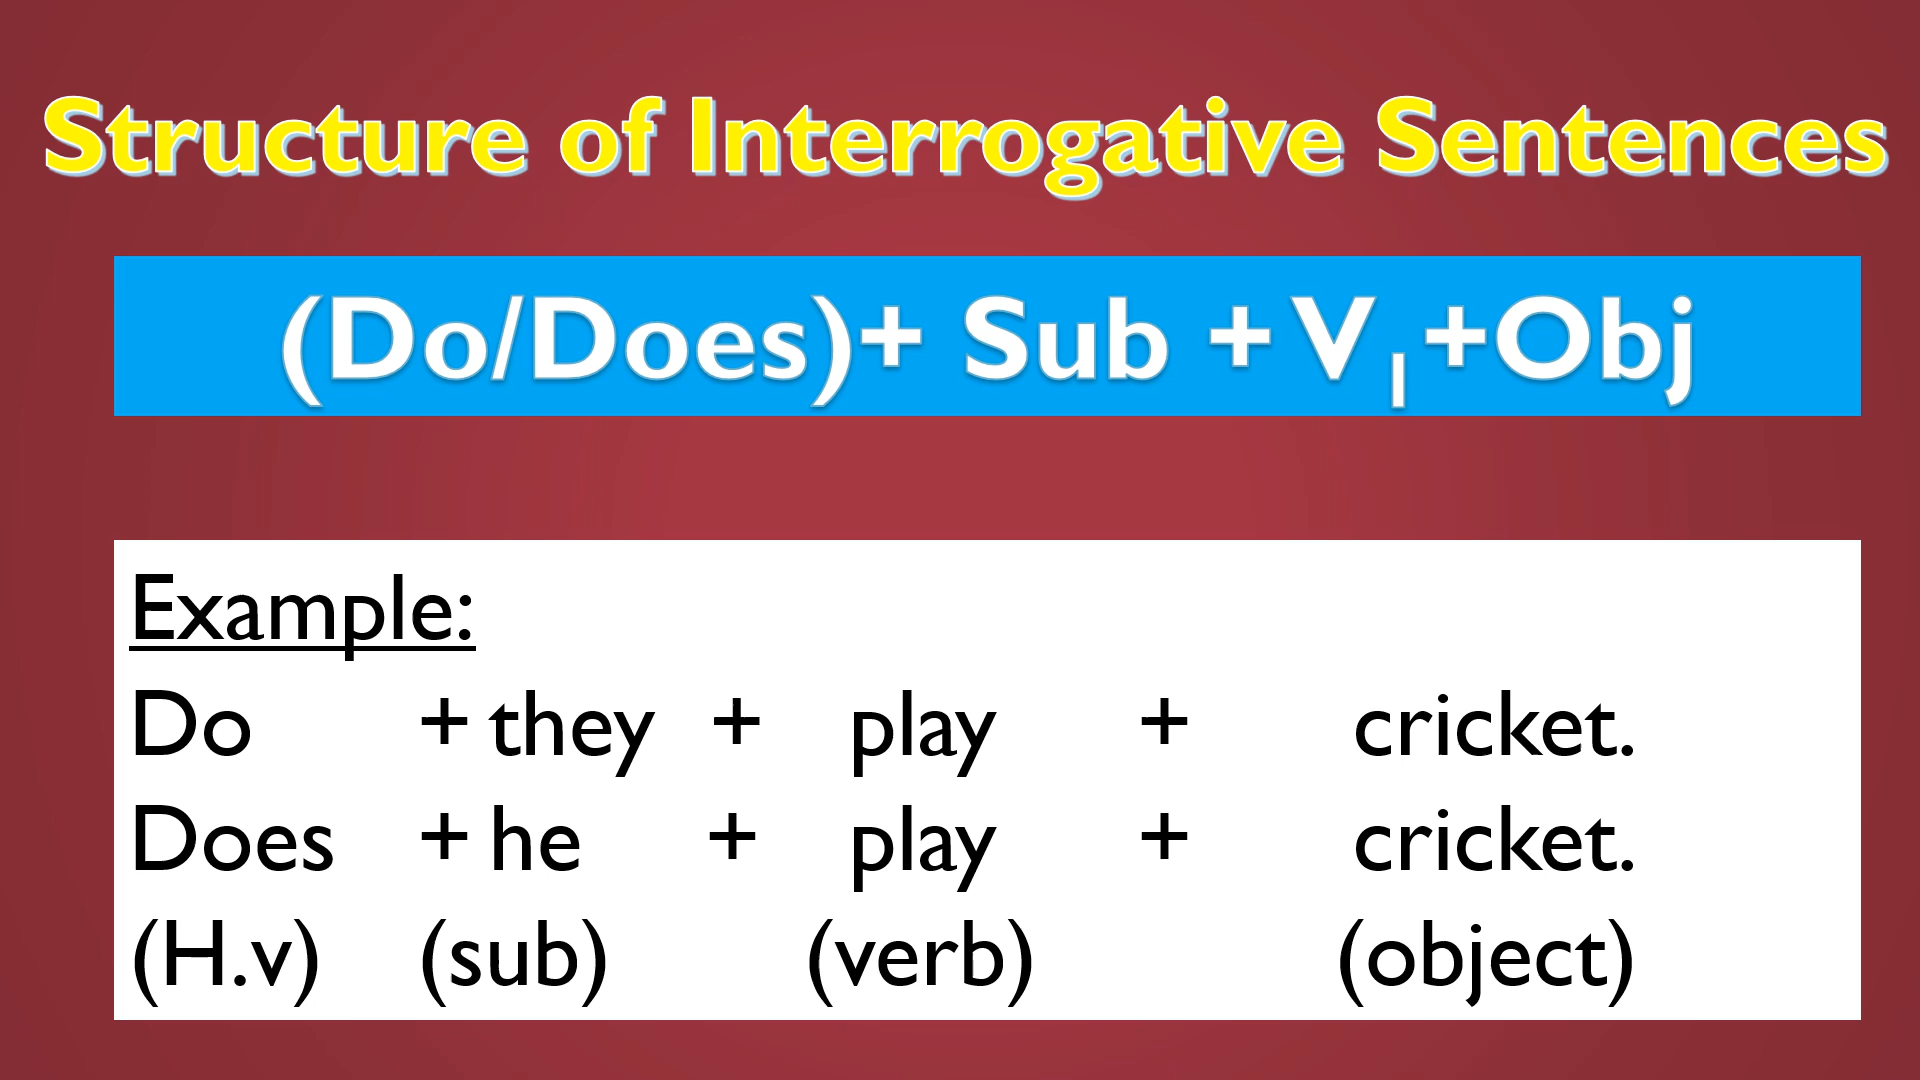 Structure of Interrogative Sentences
(Do/Does)+ Sub + V₁+Obj
Example:
Do + they + play + cricket.
Does + he + play + cricket.
(H.v) (sub) (verb) (object)